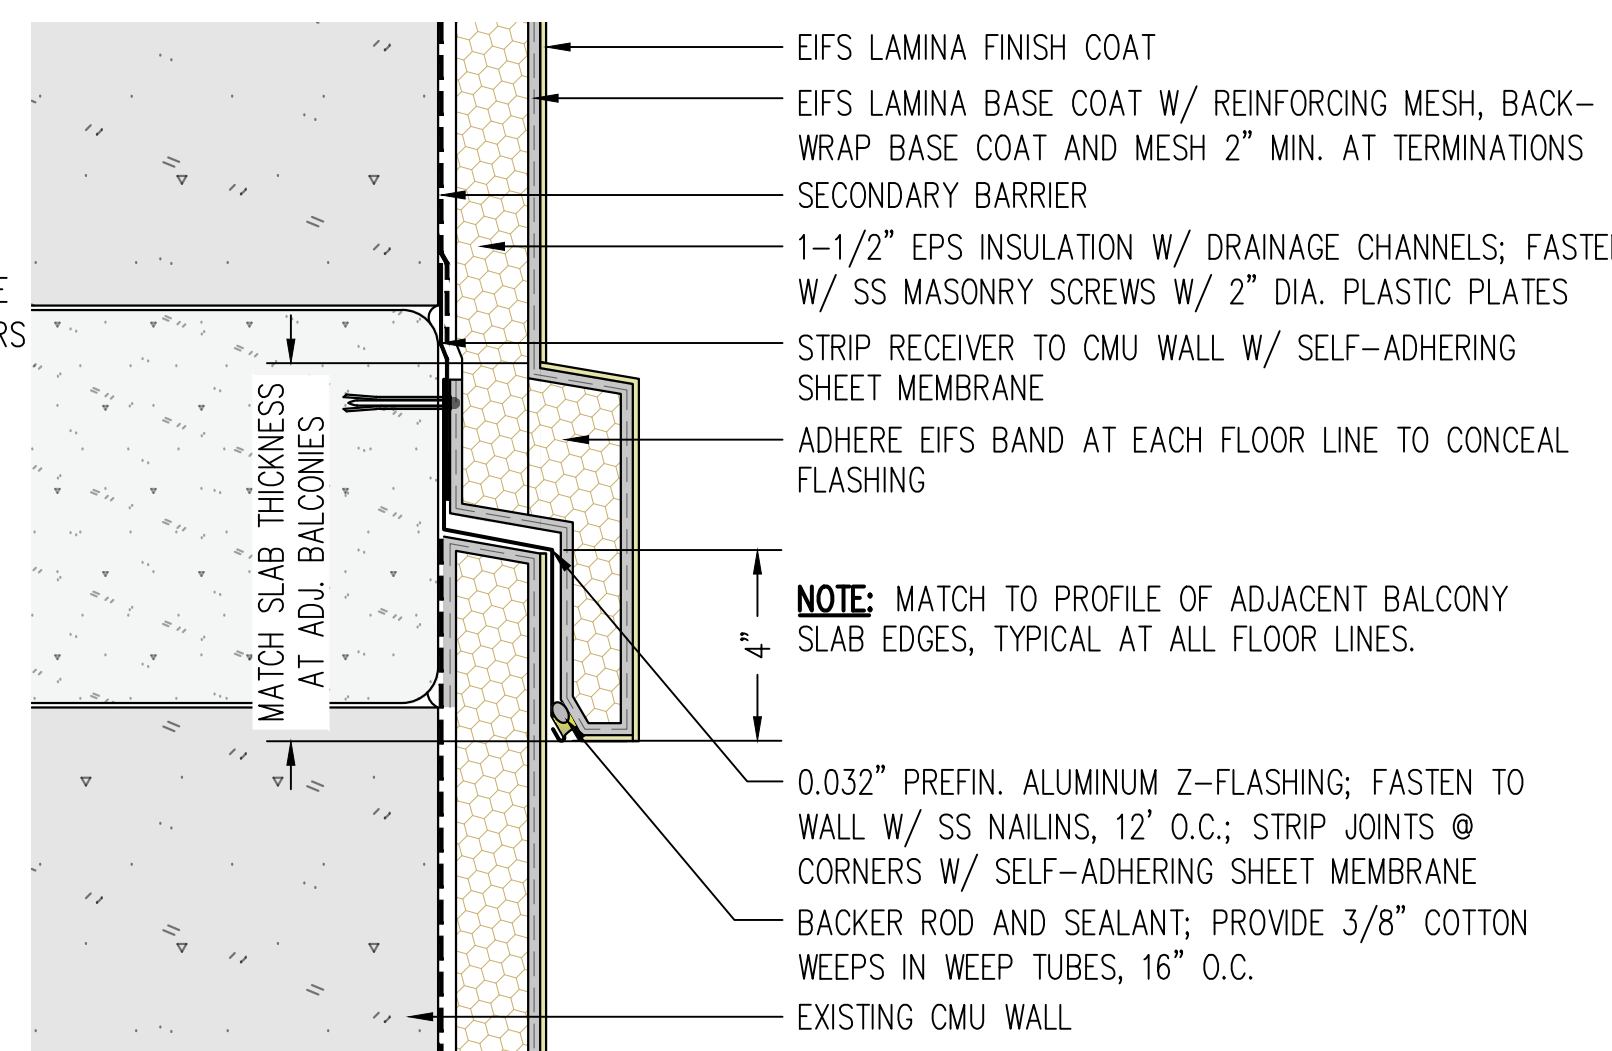 EIFS LAMINA FINISH COAT
EIFS LAMINA BASE COAT W/ REINFORCING MESH, BACK-
WRAP BASE COAT AND MESH 2" MIN. AT TERMINATIONS
SECONDARY BARRIER
1-1/2" EPS INSULATION W/ DRAINAGE CHANNELS; FASTE
W/ SS MASONRY SCREWS W/ 2" DIA. PLASTIC PLATES
STRIP RECEIVER TO CMU WALL W/ SELF-ADHERING
SHEET MEMBRANE
ADHERE EIFS BAND AT EACH FLOOR LINE TO CONCEAL
FLASHING
NOTE: MATCH TO PROFILE OF ADJACENT BALCONY
SLAB EDGES, TYPICAL AT ALL FLOOR LINES.
0.032" PREFIN. ALUMINUM Z-FLASHING; FASTEN TO
WALL W/ SS NAILINS, 12' O.C.; STRIP JOINTS @
CORNERS W/ SELF-ADHERING SHEET MEMBRANE
BACKER ROD AND SEALANT; PROVIDE 3/8" COTTON
WEEPS IN WEEP TUBES, 16" O.C.
EXISTING CMU WALL
MATCH SLAB THICKNESS
AT ADJ. BALCONIES
4"
E
RS